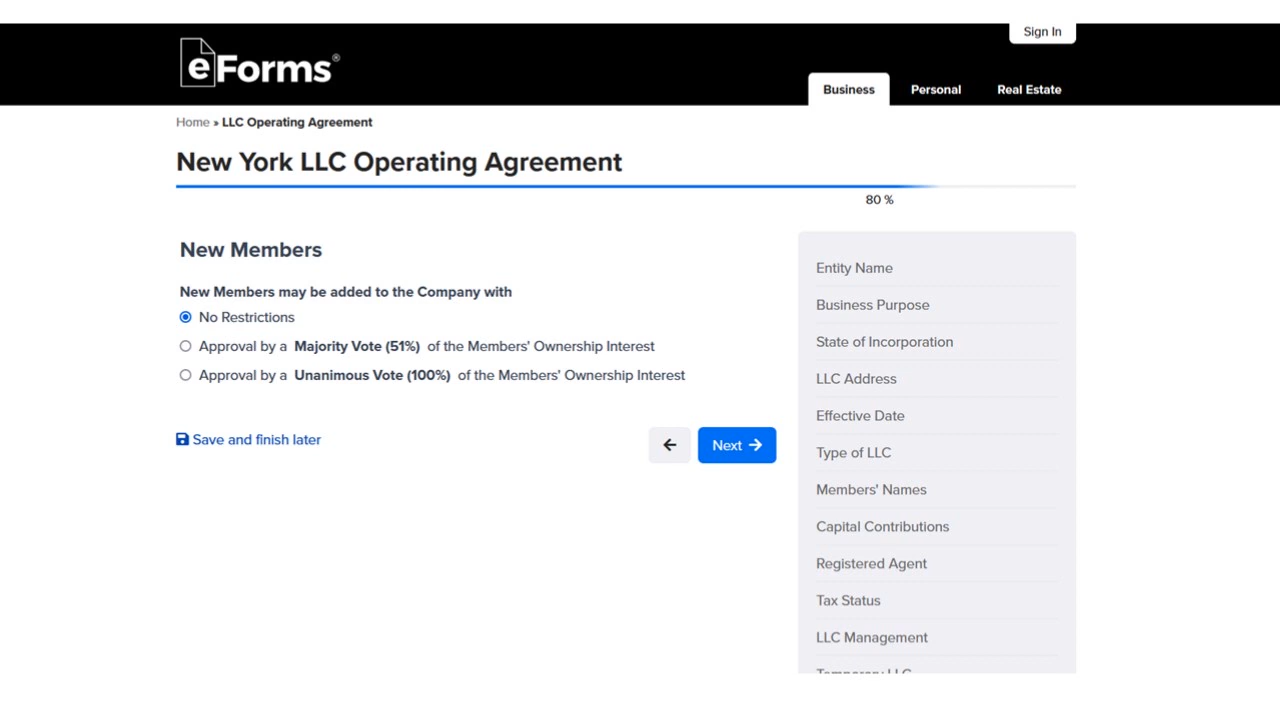 Sign In
eForms®
Business Personal Real Estate
Home » LLC Operating Agreement
New York LLC Operating Agreement
80 %
New Members
New Members may be added to the Company with
No Restrictions
Approval by a Majority Vote (51%) of the Members' Ownership Interest
Approval by a Unanimous Vote (100%) of the Members' Ownership Interest
Save and finish later
Next
Entity Name
Business Purpose
State of Incorporation
LLC Address
Effective Date
Type of LLC
Members' Names
Capital Contributions
Registered Agent
Tax Status
LLC Management
Temporary LLC